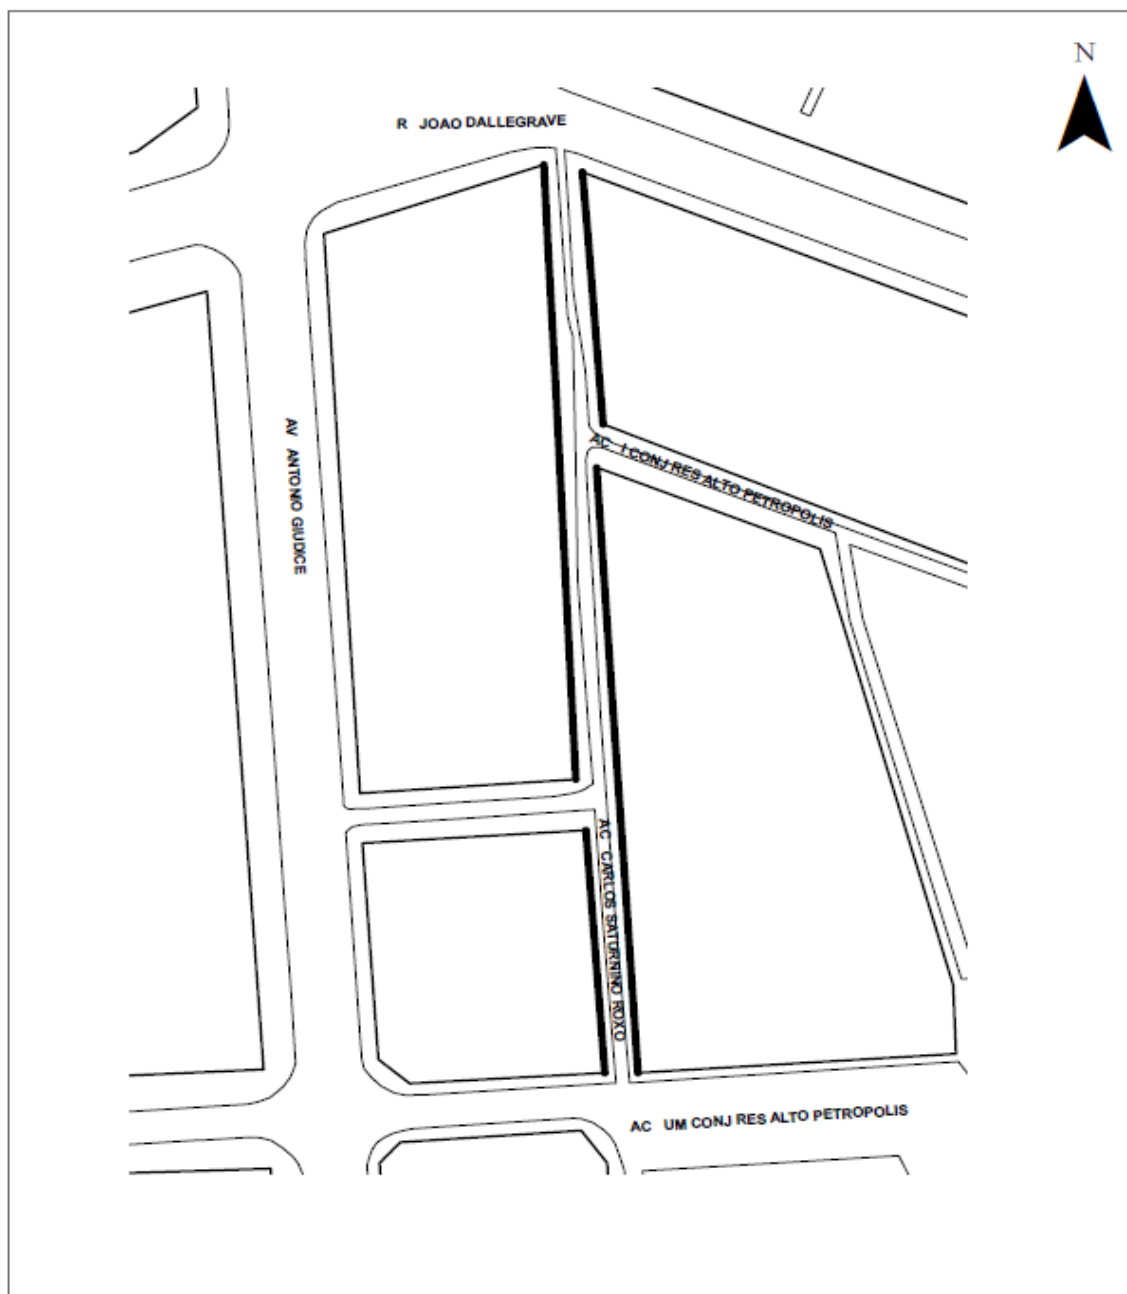 N
R JOAO DALLEGRAVE
AV ANTONIO GIUDICE
AC I CONJ RES ALTO PETROPOLIS
AC CARLOS SATURNINO ROXO
AC UM CONJ RES ALTO PETROPOLIS